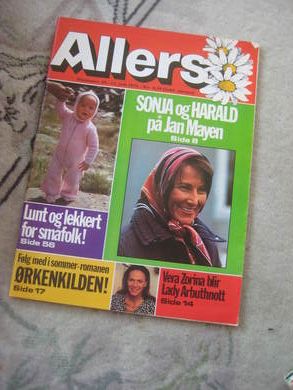 Allers
SONJA og HARALD
på Jan Mayen
Side 8
Lunt og lekkert
for småfolk!
Side 56
Følg med i sommer-romanen
ØRKENKILDEN!
Side 17
Vera Zorina blir
Lady Arbuthnott
Side 14